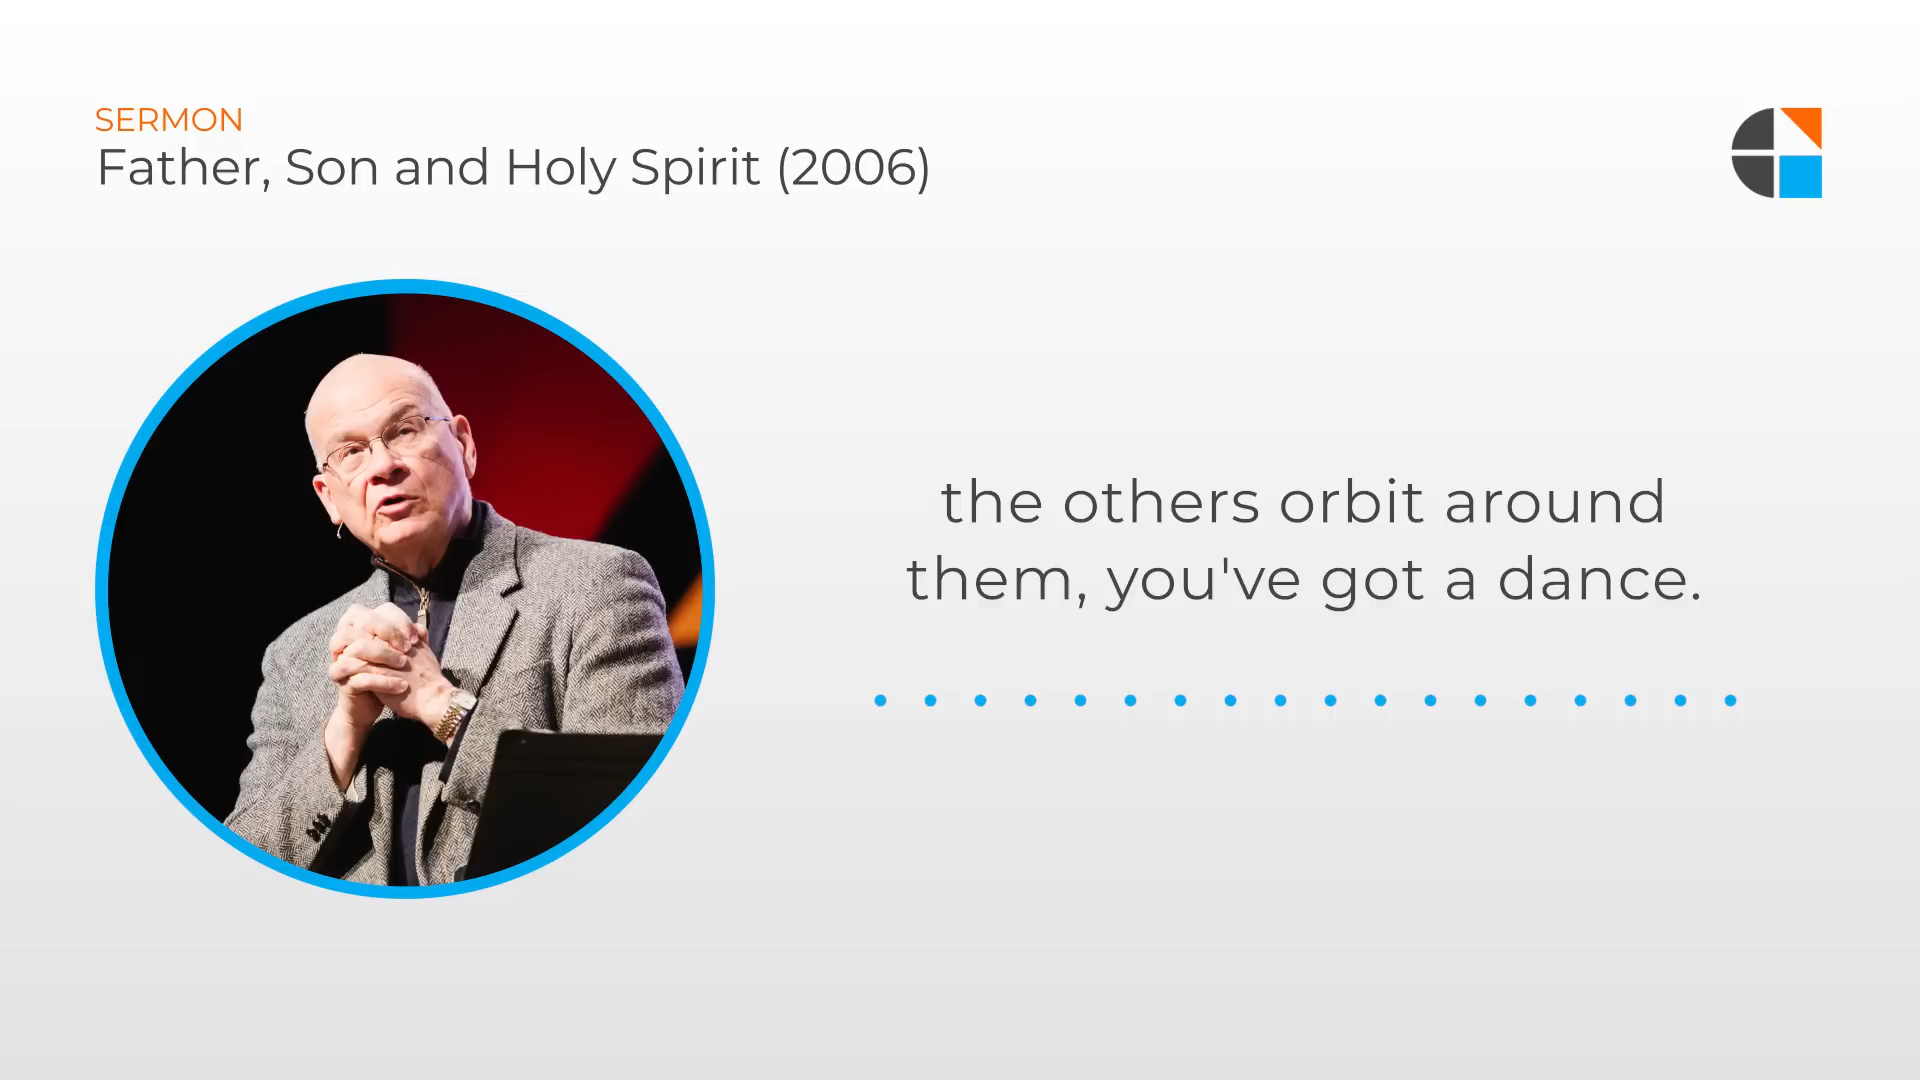 SERMON
Father, Son and Holy Spirit (2006)
the others orbit around
them, you've got a dance.